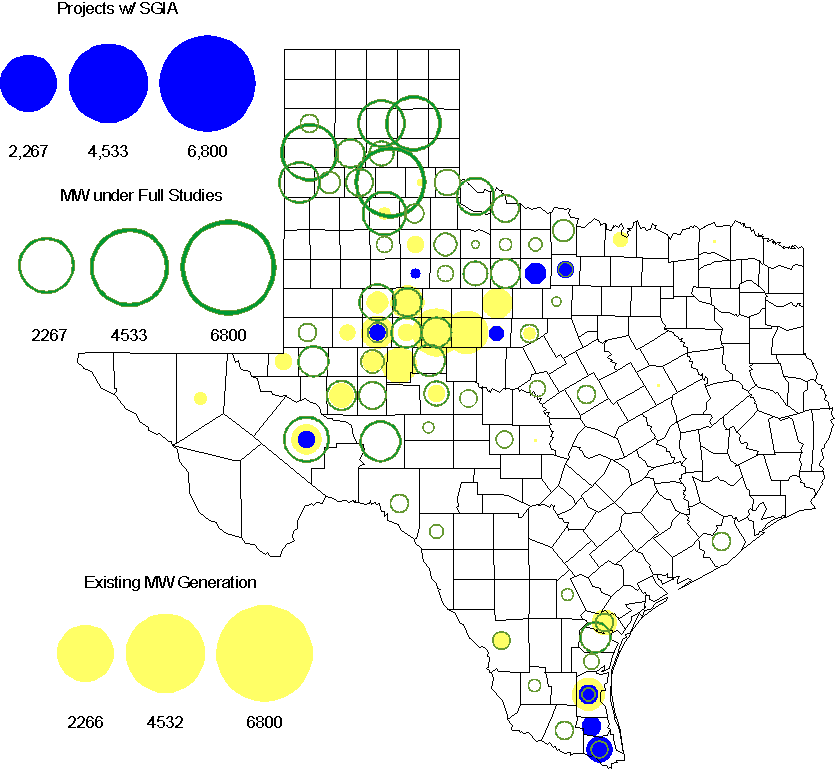 Projects w/ SGIA
2,267 4,533 6,800
MW under Full Studies
2267 4533 6800
Existing MW Generation
2266 4532 6800